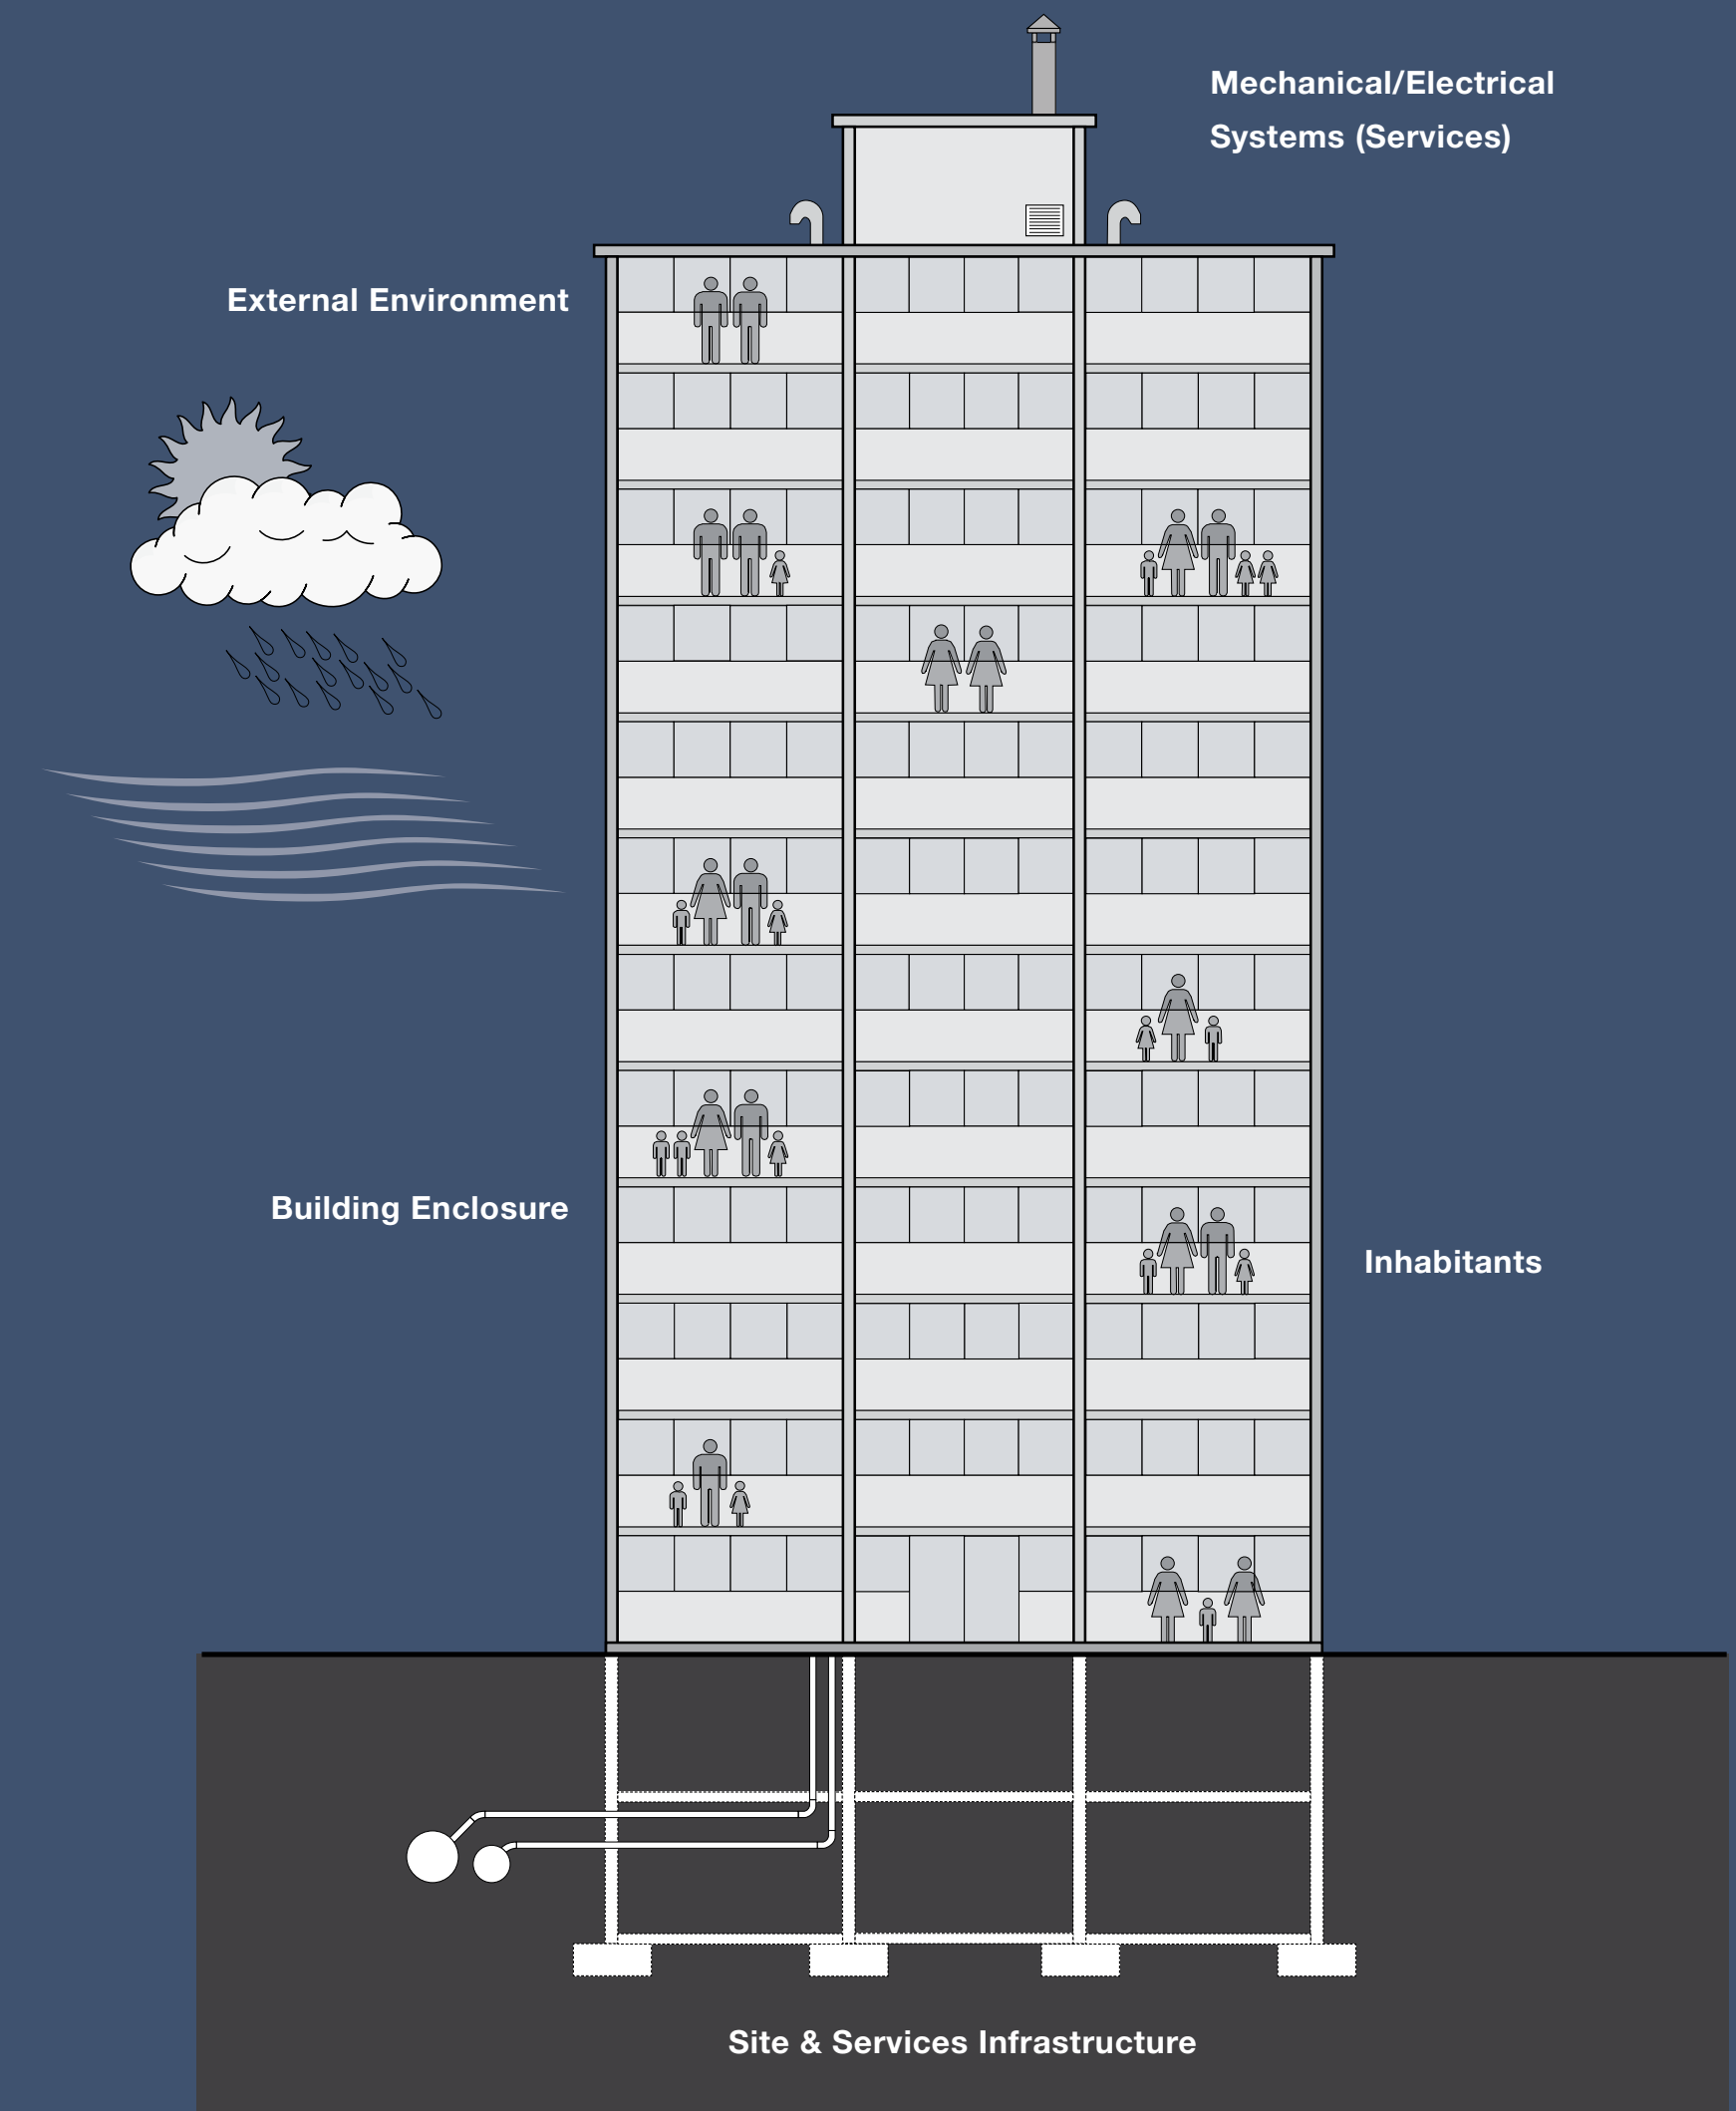 Mechanical/Electrical
Systems (Services)
External Environment
Building Enclosure
Inhabitants
Site & Services Infrastructure